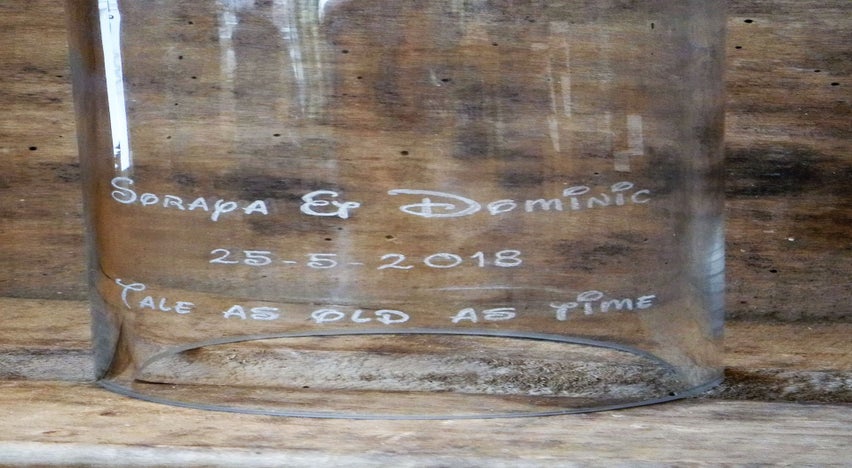 Soraya & Dominic
25-5-2018
Tale as old as time